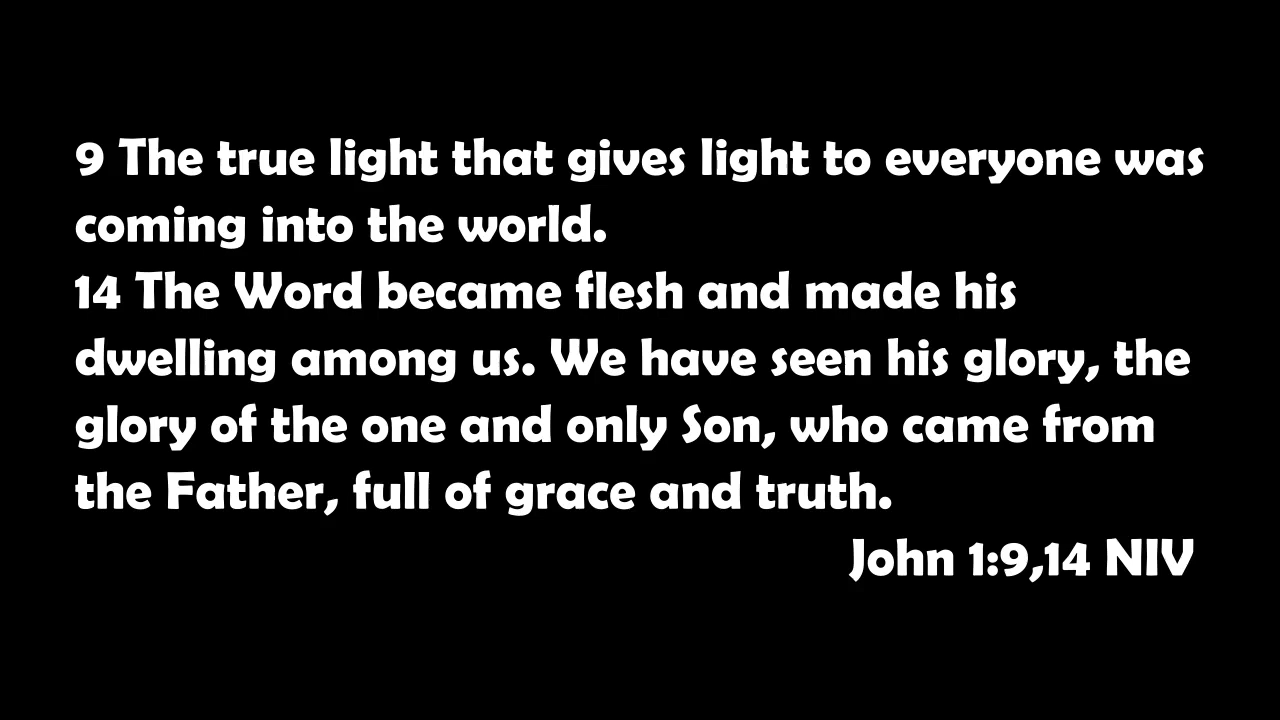 9 The true light that gives light to everyone was
coming into the world.
14 The Word became flesh and made his
dwelling among us. We have seen his glory, the
glory of the one and only Son, who came from
the Father, full of grace and truth.
John 1:9,14 NIV